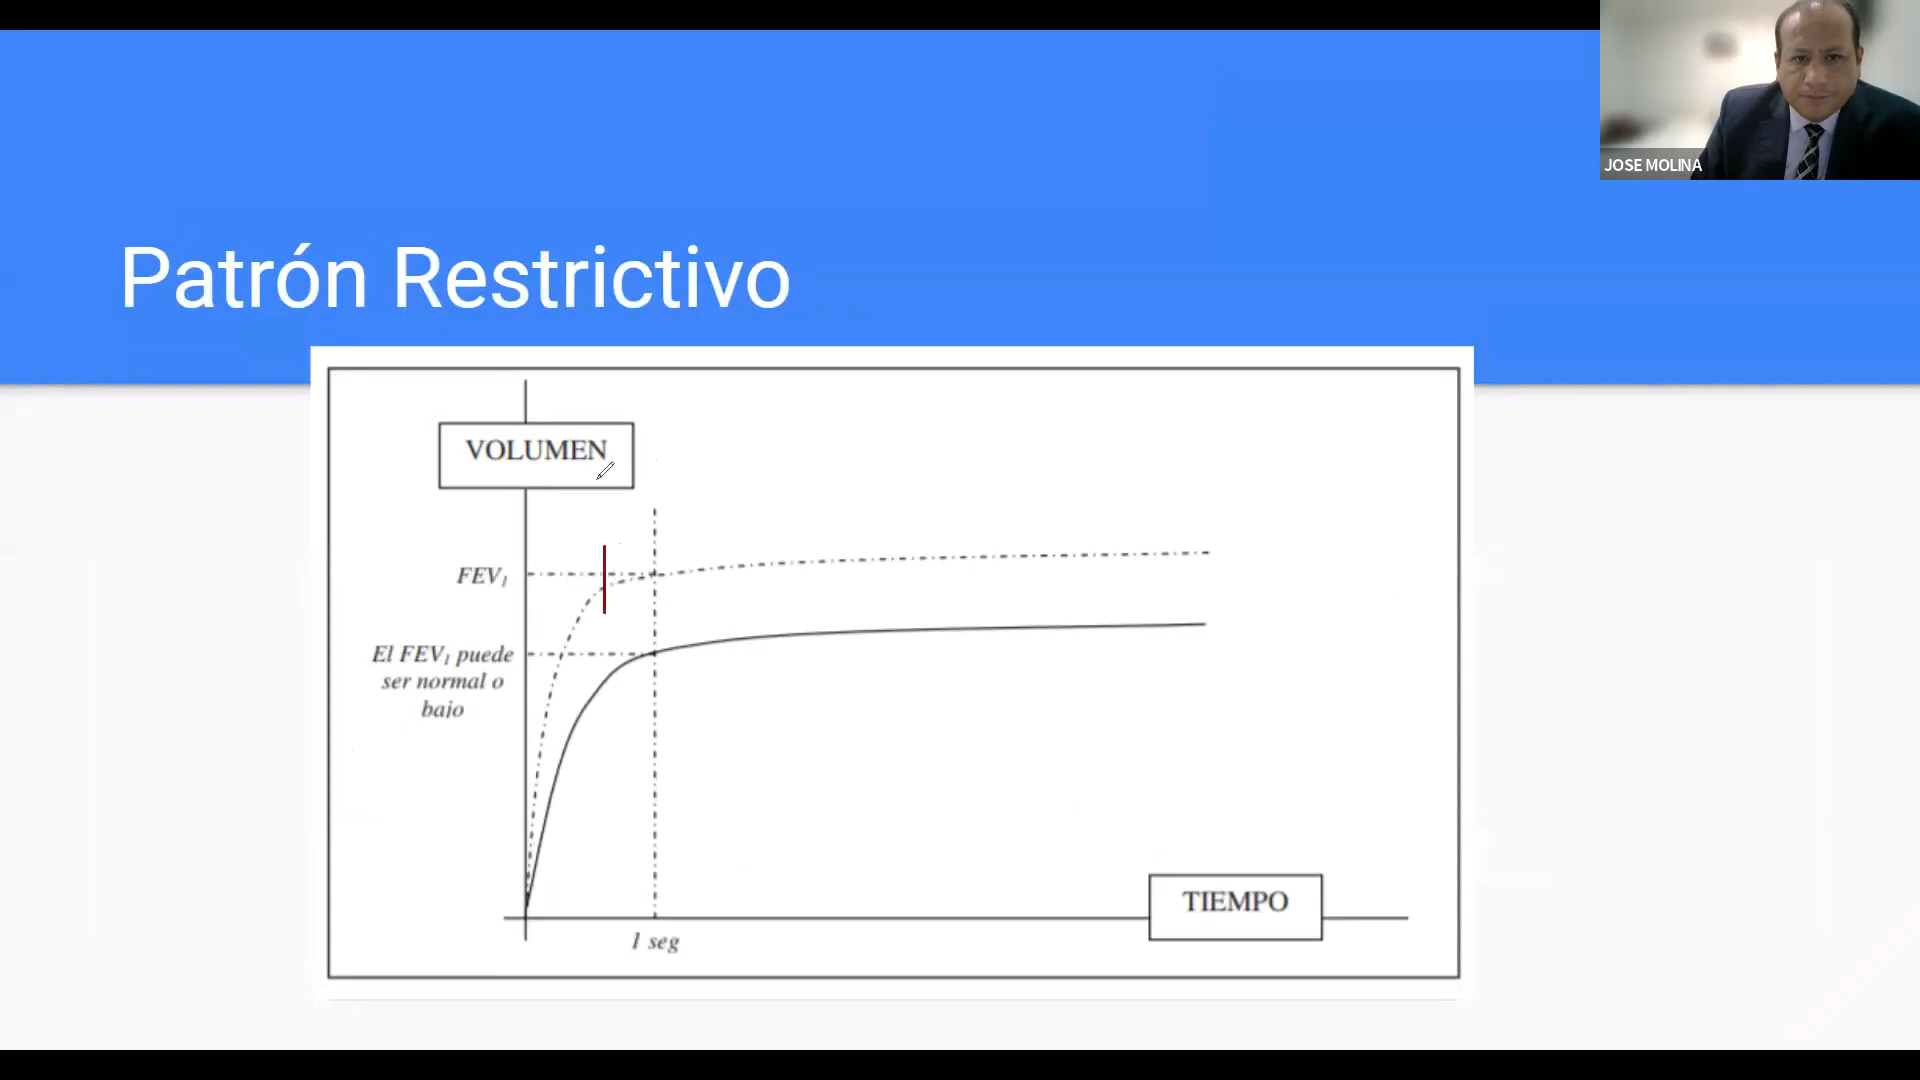 JOSE MOLINA
Patrón Restrictivo
VOLUMEN
FEV₁
El FEV₁ puede
ser normal o
bajo
TIEMPO
1 seg